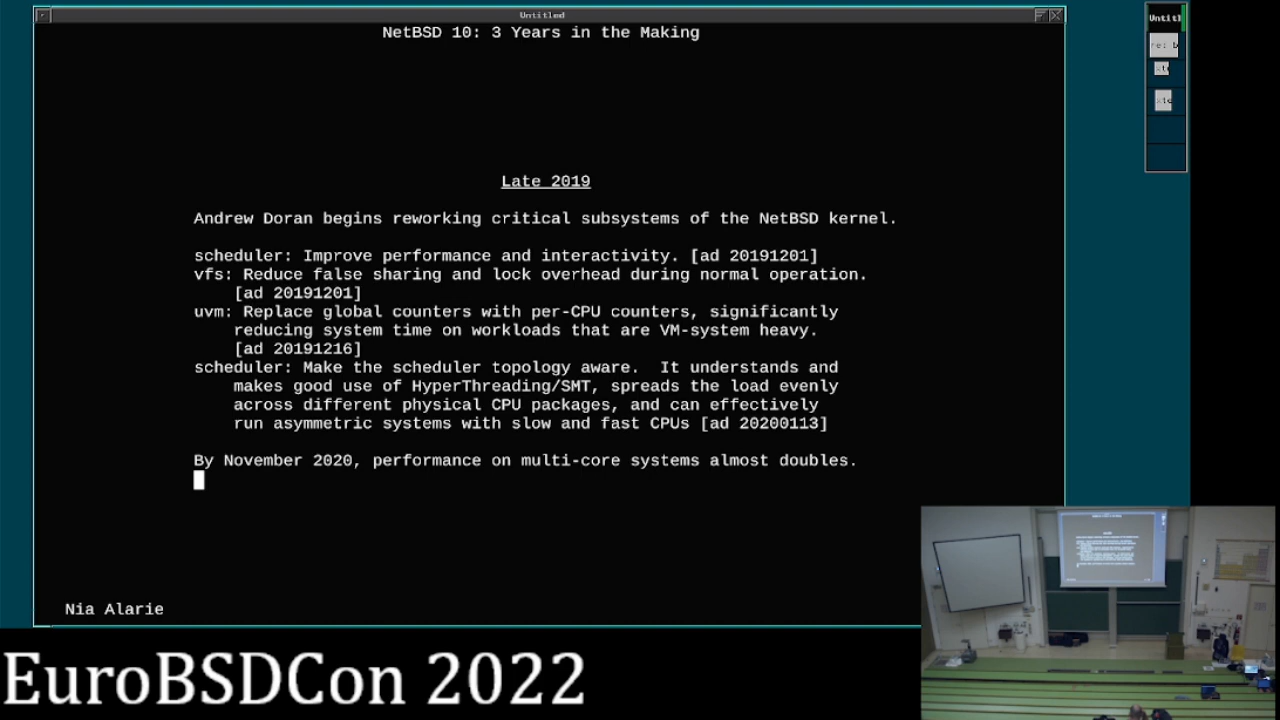 Untitled
NetBSD 10: 3 Years in the Making
Late 2019
Andrew Doran begins reworking critical subsystems of the NetBSD kernel.
scheduler: Improve performance and interactivity. [ad 20191201]
vfs: Reduce false sharing and lock overhead during normal operation.
[ad 20191201]
uvm: Replace global counters with per-CPU counters, significantly
reducing system time on workloads that are VM-system heavy.
[ad 20191216]
scheduler: Make the scheduler topology aware.  It understands and
makes good use of HyperThreading/SMT, spreads the load evenly
across different physical CPU packages, and can effectively
run asymmetric systems with slow and fast CPUs [ad 20200113]
By November 2020, performance on multi-core systems almost doubles.
Nia Alarie
EuroBSDCon 2022